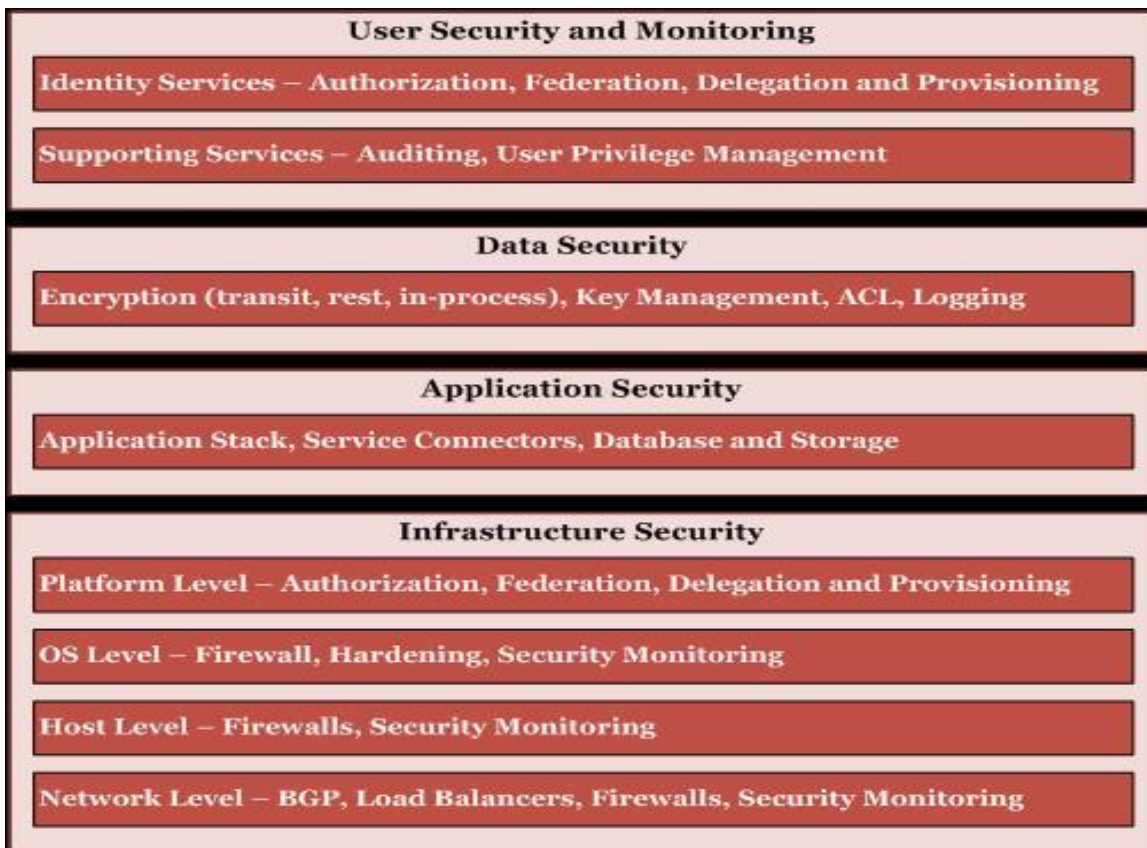 User Security and Monitoring
Identity Services – Authorization, Federation, Delegation and Provisioning
Supporting Services – Auditing, User Privilege Management
Data Security
Encryption (transit, rest, in-process), Key Management, ACL, Logging
Application Security
Application Stack, Service Connectors, Database and Storage
Infrastructure Security
Platform Level – Authorization, Federation, Delegation and Provisioning
OS Level – Firewall, Hardening, Security Monitoring
Host Level – Firewalls, Security Monitoring
Network Level – BGP, Load Balancers, Firewalls, Security Monitoring